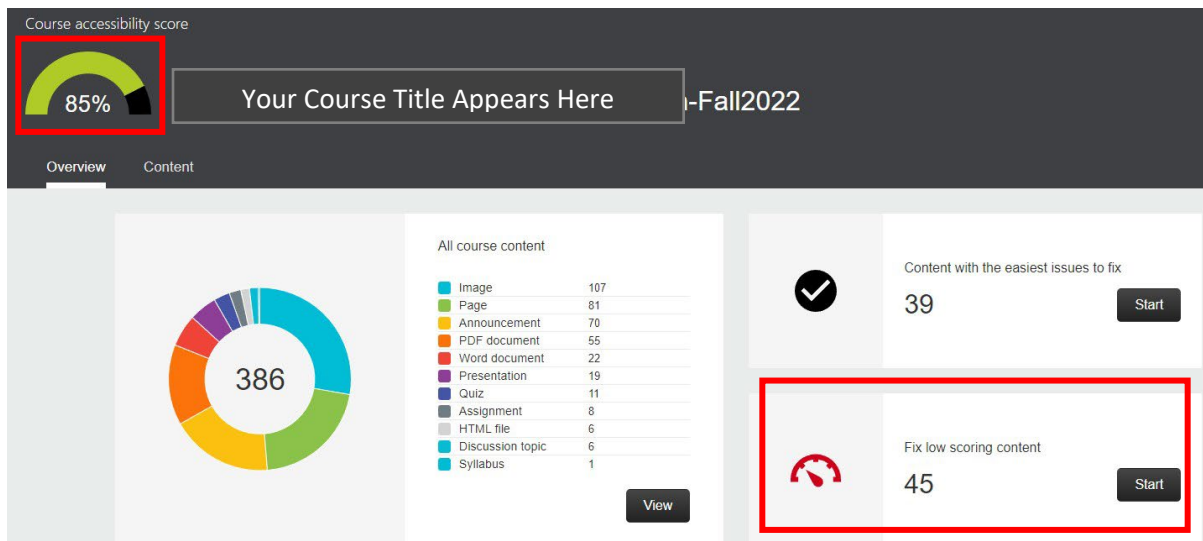 Course accessibility score
85%
Your Course Title Appears Here
-Fall2022
Overview Content
All course content
Image 107
Page 81
Announcement 70
PDF document 55
Word document 22
Presentation 19
Quiz 11
Assignment 8
HTML file 6
Discussion topic 6
Syllabus 1
View
386
Content with the easiest issues to fix
39
Start
Fix low scoring content
45
Start